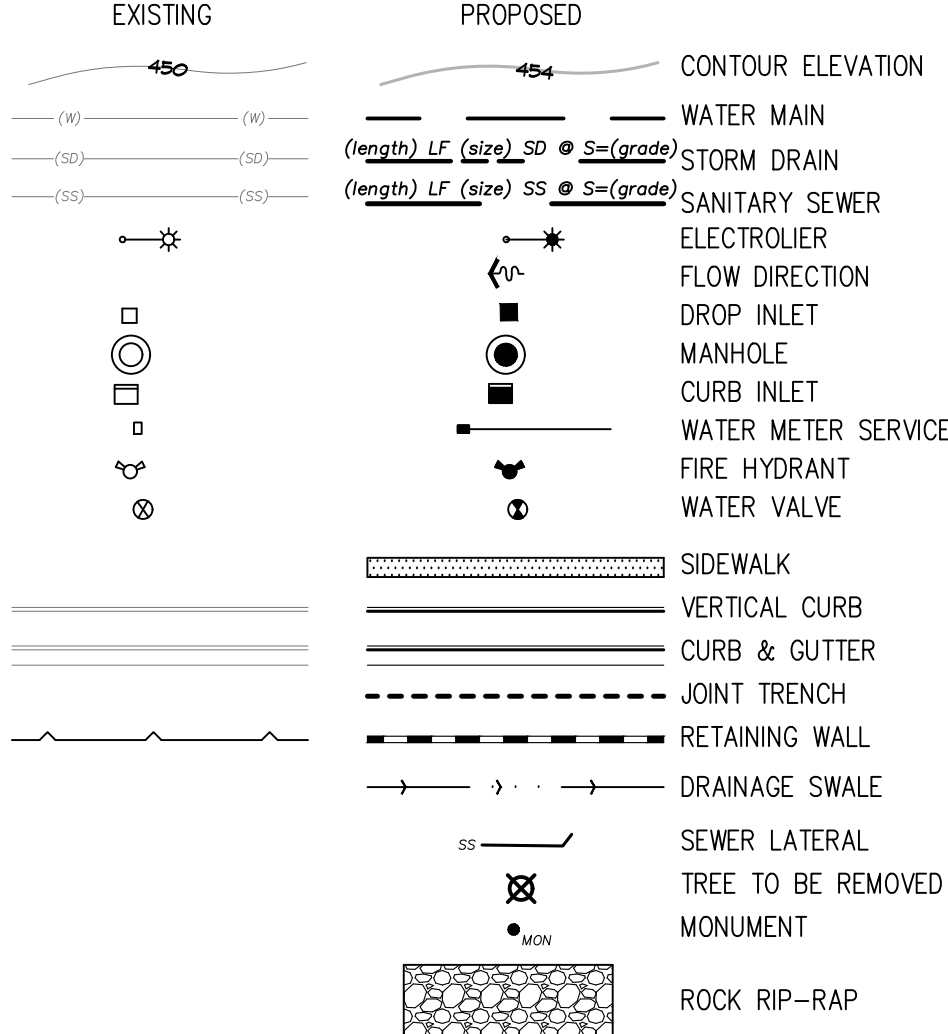 EXISTING PROPOSED
450 454 CONTOUR ELEVATION
(W) (W) WATER MAIN
(length) LF (size) SD @ S=(grade)
(SD) (SD) STORM DRAIN
(length) LF (size) SS @ S=(grade)
(SS) (SS) SANITARY SEWER
ELECTROLIER
FLOW DIRECTION
DROP INLET
MANHOLE
CURB INLET
WATER METER SERVICE
FIRE HYDRANT
WATER VALVE
SIDEWALK
VERTICAL CURB
CURB & GUTTER
JOINT TRENCH
RETAINING WALL
DRAINAGE SWALE
SS SEWER LATERAL
TREE TO BE REMOVED
MONUMENT
MON
ROCK RIP-RAP